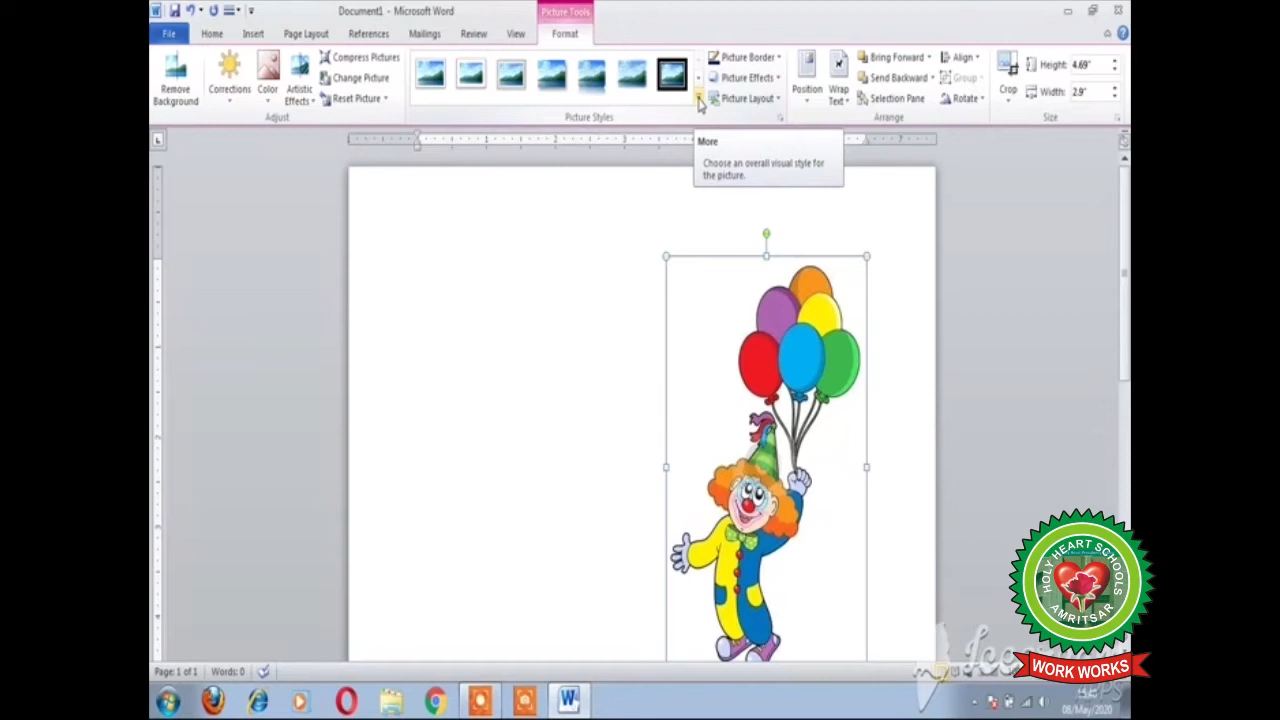 Document1 - Microsoft Word
Picture Tools
File Home Insert Page Layout References Mailings Review View Format
Remove Background
Corrections
Color
Artistic Effects
Compress Pictures
Change Picture
Reset Picture
Adjust
Picture Styles
Picture Border
Picture Effects
Picture Layout
Position
Wrap Text
Bring Forward
Send Backward
Selection Pane
Align
Group
Rotate
Arrange
Crop
Height: 4.69"
Width: 2.9"
Size
More
Choose an overall visual style for
the picture.
HOLY HEART SCHOOLS
AMRITSAR
WORK WORKS
Page: 1 of 1 Words: 0
08/May/2020